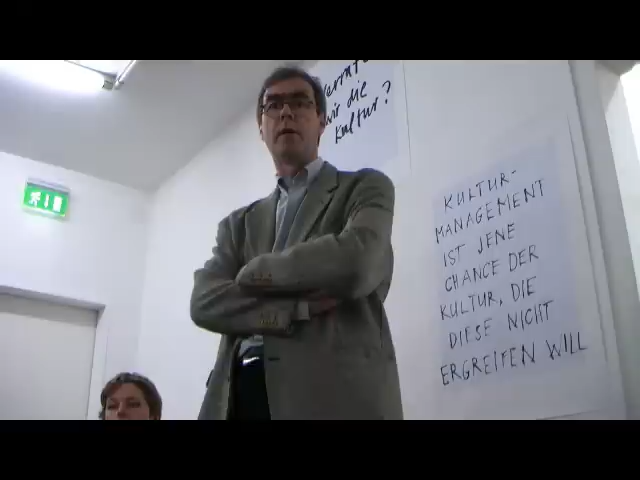 wir die
Kultur?
KULTUR-
MANAGEMENT
IST JENE
CHANCE DER
KULTUR, DIE
DIESE NICHT
ERGREIFEN WILL